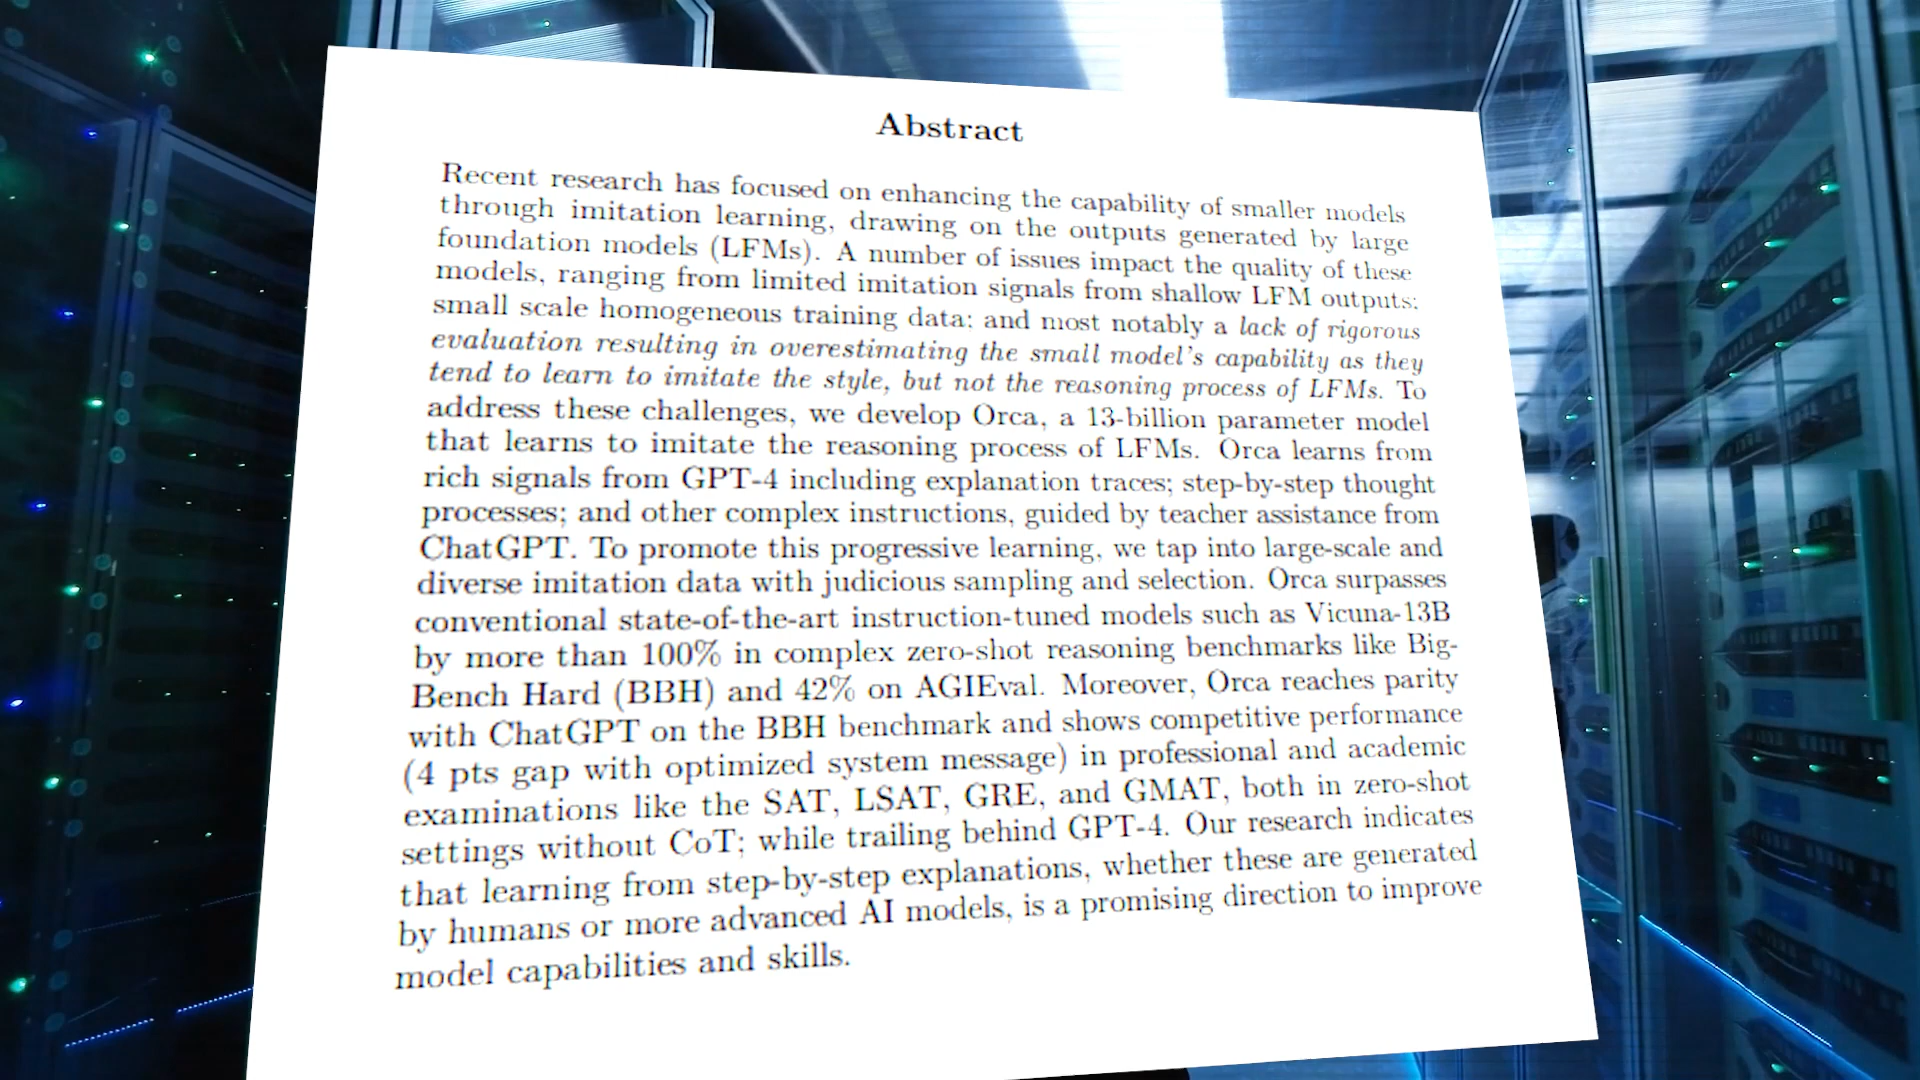 Abstract
Recent research has focused on enhancing the capability of smaller models
through imitation learning, drawing on the outputs generated by large
foundation models (LFMs). A number of issues impact the quality of these
models, ranging from limited imitation signals from shallow LFM outputs;
small scale homogeneous training data; and most notably a lack of rigorous
evaluation resulting in overestimating the small model's capability as they
tend to learn to imitate the style, but not the reasoning process of LFMs. To
address these challenges, we develop Orca, a 13-billion parameter model
that learns to imitate the reasoning process of LFMs. Orca learns from
rich signals from GPT-4 including explanation traces; step-by-step thought
processes; and other complex instructions, guided by teacher assistance from
ChatGPT. To promote this progressive learning, we tap into large-scale and
diverse imitation data with judicious sampling and selection. Orca surpasses
conventional state-of-the-art instruction-tuned models such as Vicuna-13B
by more than 100% in complex zero-shot reasoning benchmarks like Big-
Bench Hard (BBH) and 42% on AGIEval. Moreover, Orca reaches parity
with ChatGPT on the BBH benchmark and shows competitive performance
(4 pts gap with optimized system message) in professional and academic
examinations like the SAT, LSAT, GRE, and GMAT, both in zero-shot
settings without CoT; while trailing behind GPT-4. Our research indicates
that learning from step-by-step explanations, whether these are generated
by humans or more advanced AI models, is a promising direction to improve
model capabilities and skills.